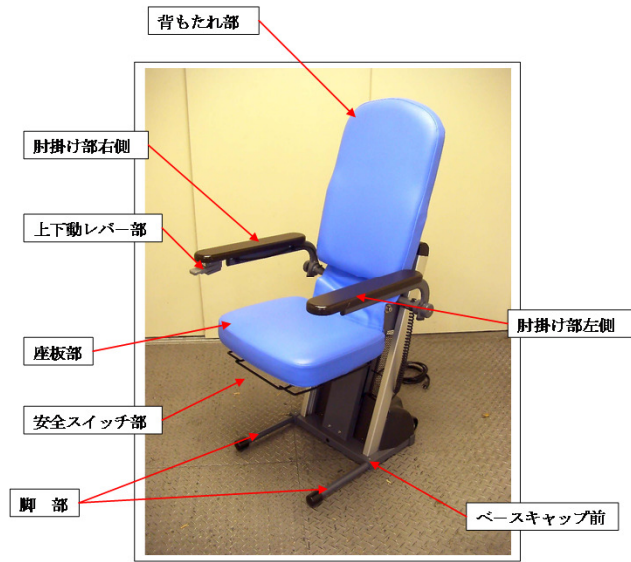 背もたれ部
肘掛け部右側
上下動レバー部
肘掛け部左側
座板部
安全スイッチ部
脚　部
ベースキャップ前